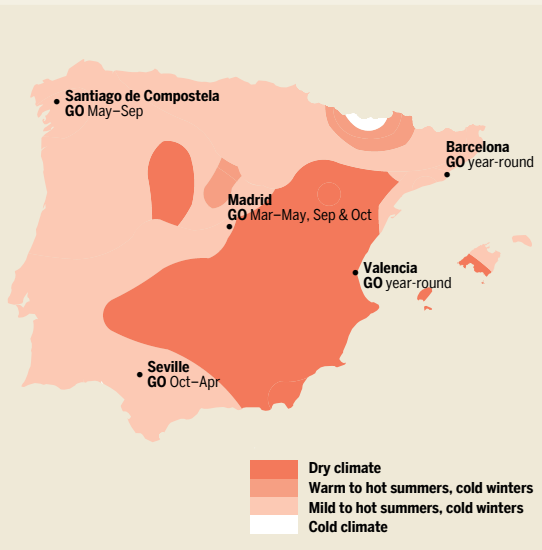 Santiago de Compostela
GO May–Sep
Barcelona
GO year-round
Madrid
GO Mar–May, Sep & Oct
Valencia
GO year-round
Seville
GO Oct–Apr
Dry climate
Warm to hot summers, cold winters
Mild to hot summers, cold winters
Cold climate